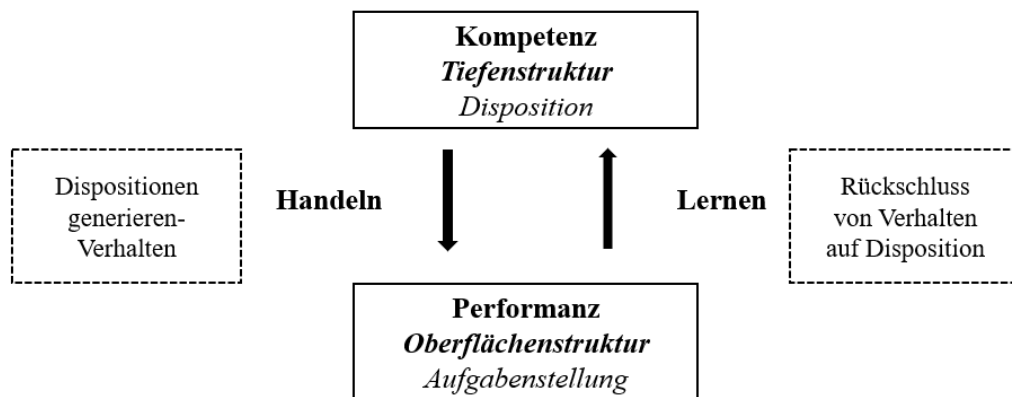 Kompetenz
Tiefenstruktur
Disposition
Dispositionen
generieren-
Verhalten
Handeln
Lernen
Rückschluss
von Verhalten
auf Disposition
Performanz
Oberflächenstruktur
Aufgabenstellung